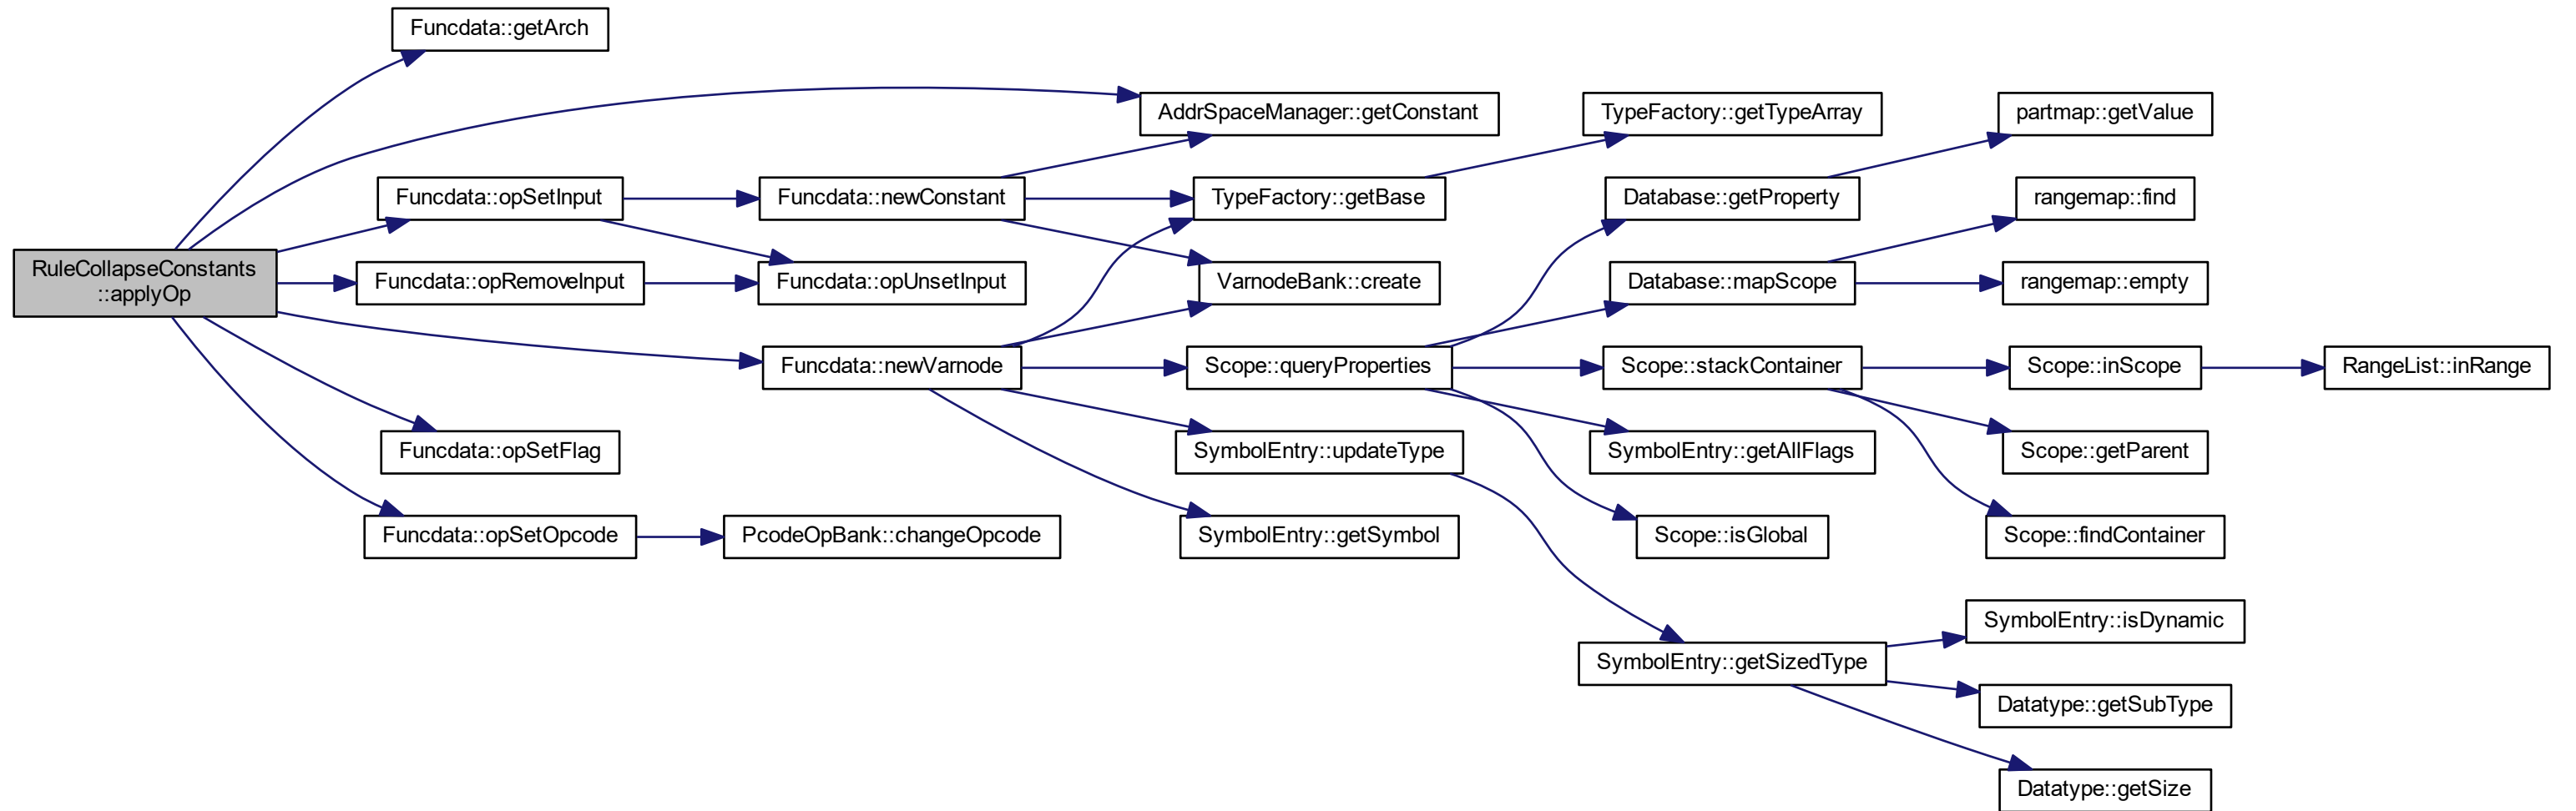 Funcdata::getArch
AddrSpaceManager::getConstant
TypeFactory::getTypeArray
partmap::getValue
Funcdata::opSetInput
Funcdata::newConstant
TypeFactory::getBase
Database::getProperty
rangemap::find
RuleCollapseConstants
::applyOp
Funcdata::opRemoveInput
Funcdata::opUnsetInput
VarnodeBank::create
Database::mapScope
rangemap::empty
Funcdata::newVarnode
Scope::queryProperties
Scope::stackContainer
Scope::inScope
RangeList::inRange
Funcdata::opSetFlag
SymbolEntry::updateType
SymbolEntry::getAllFlags
Scope::getParent
Funcdata::opSetOpcode
PcodeOpBank::changeOpcode
SymbolEntry::getSymbol
Scope::isGlobal
Scope::findContainer
SymbolEntry::isDynamic
SymbolEntry::getSizedType
Datatype::getSubType
Datatype::getSize